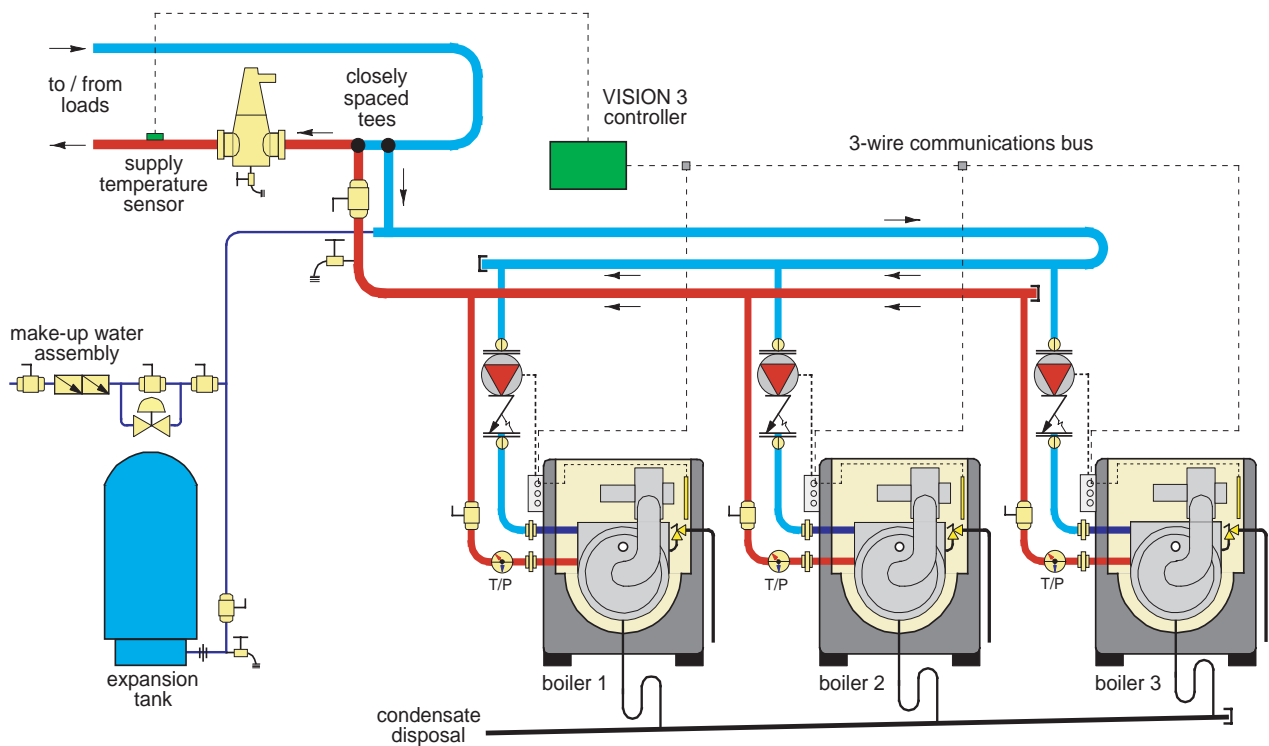 to / from
loads
closely
spaced
tees
VISION 3
controller
3-wire communications bus
supply
temperature
sensor
make-up water
assembly
T/P
T/P
T/P
expansion
tank
boiler 1
boiler 2
boiler 3
condensate
disposal